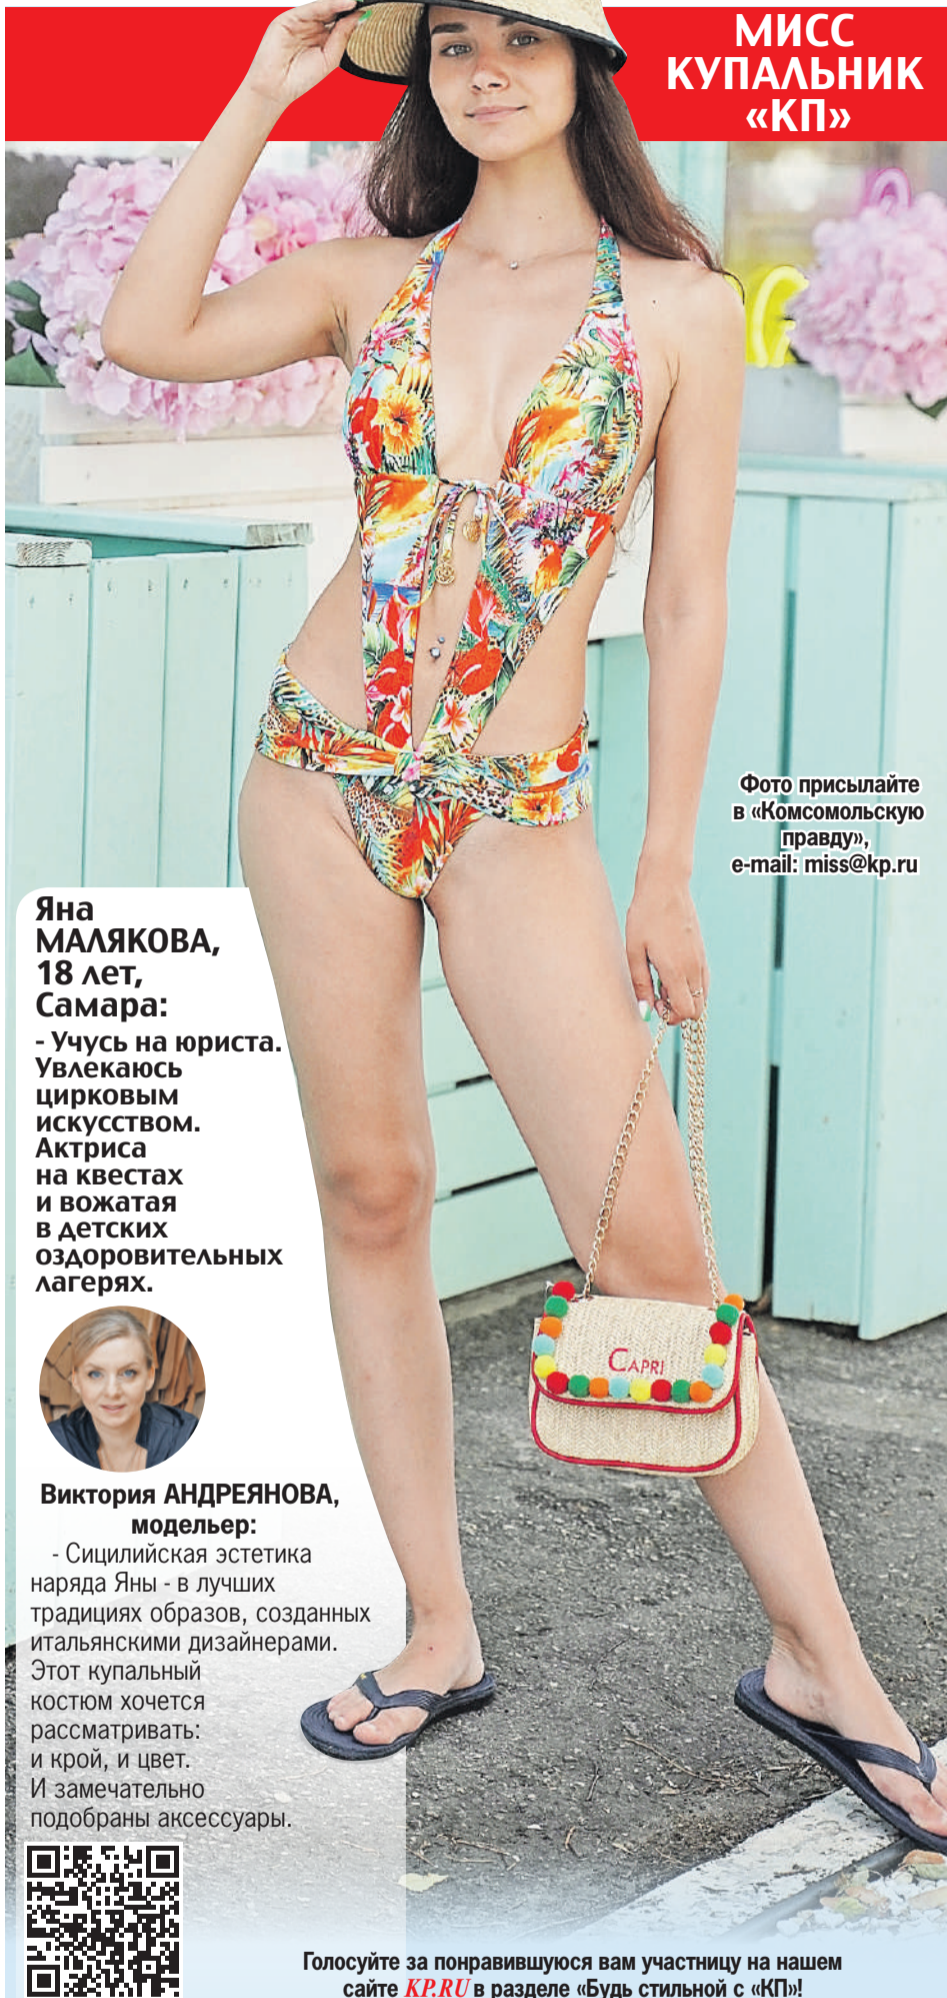 МИСС
КУПАЛЬНИК
«КП»
Фото присылайте
в «Комсомольскую
правду»,
e-mail: miss@kp.ru
Яна
МАЛЯКОВА,
18 лет,
Самара:
- Учусь на юриста.
Увлекаюсь
цирковым
искусством.
Актриса
на квестах
и вожатая
в детских
оздоровительных
лагерях.
CAPRI
Виктория АНДРЕЯНОВА,
модельер:
- Сицилийская эстетика
наряда Яны - в лучших
традициях образов, созданных
итальянскими дизайнерами.
Этот купальный
костюм хочется
рассматривать:
и крой, и цвет.
И замечательно
подобраны аксессуары.
Голосуйте за понравившуюся вам участницу на нашем
сайте KP.RU в разделе «Будь стильной с «КП»!